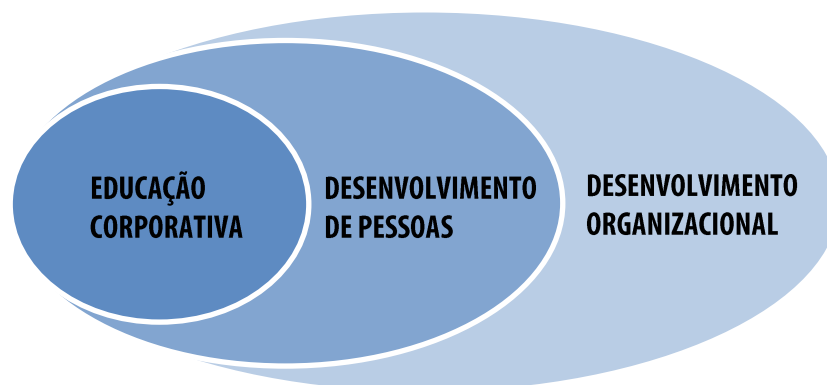 EDUCAÇÃO
CORPORATIVA
DESENVOLVIMENTO
DE PESSOAS
DESENVOLVIMENTO
ORGANIZACIONAL